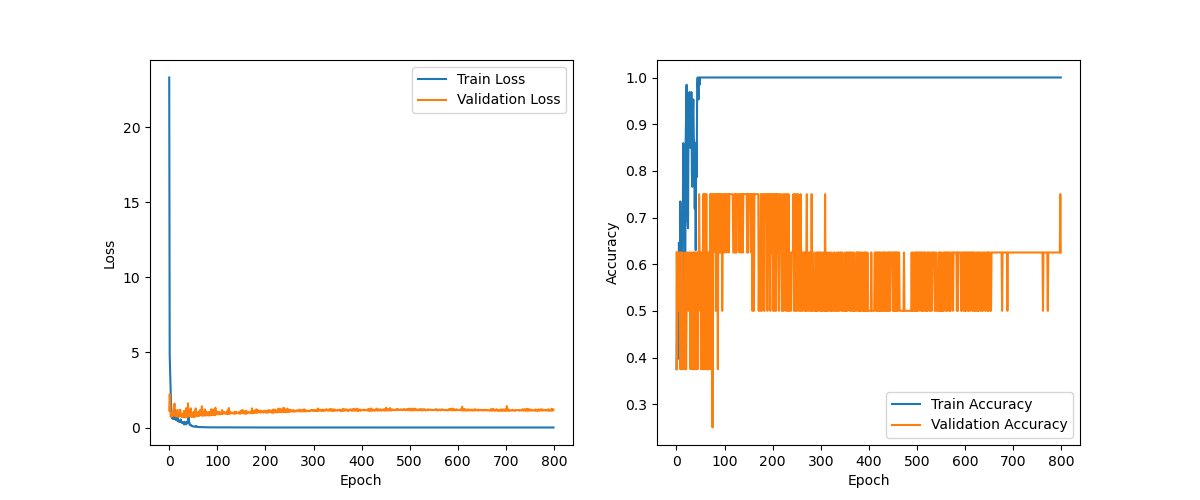 Train Loss
Validation Loss
20
15
10
5
0
Loss
0 100 200 300 400 500 600 700 800
Epoch
1.0
0.9
0.8
0.7
0.6
0.5
0.4
0.3
Accuracy
Train Accuracy
Validation Accuracy
0 100 200 300 400 500 600 700 800
Epoch